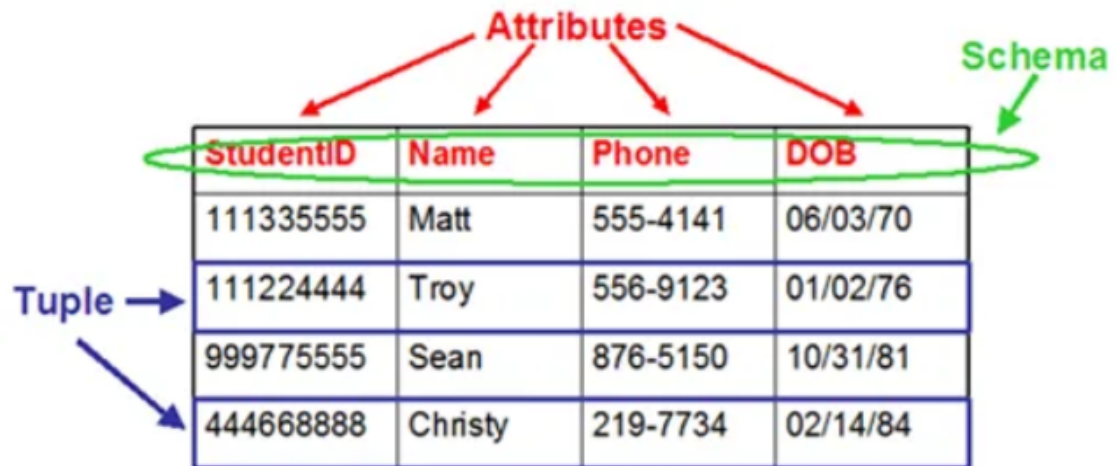 Attributes
Schema
StudentID Name Phone DOB
111335555 Matt 555-4141 06/03/70
Tuple 111224444 Troy 556-9123 01/02/76
999775555 Sean 876-5150 10/31/81
444668888 Christy 219-7734 02/14/84